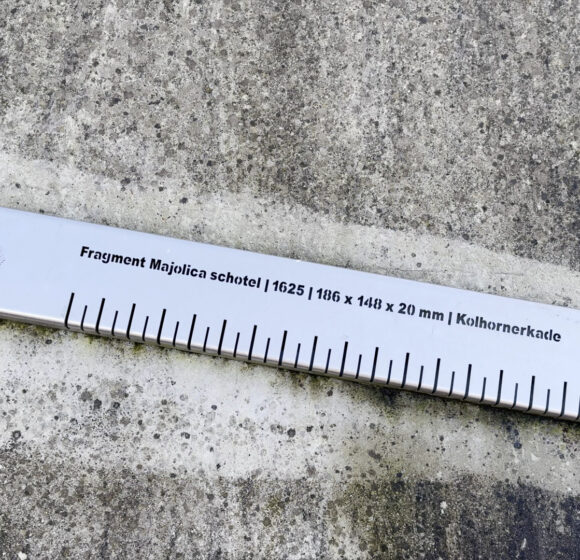 Fragment Majolica schotel | 1625 | 186 x 148 x 20 mm | Kolhornerkade